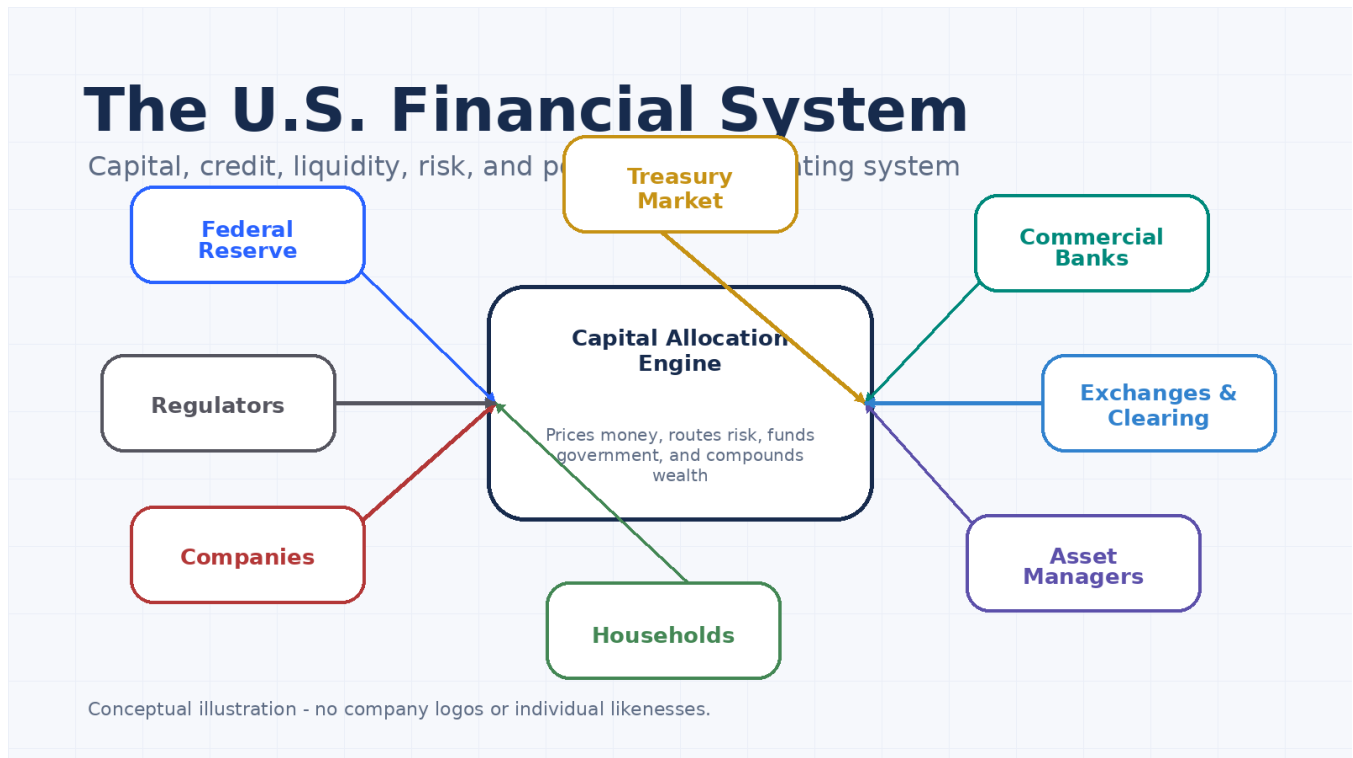 The U.S. Financial System
Capital, credit, liquidity, risk, and ating system
Treasury
Market
Federal
Reserve
Commercial
Banks
Capital Allocation
Engine
Regulators
Exchanges &
Clearing
Prices money, routes risk, funds
government, and compounds
wealth
Companies
Asset
Managers
Households
Conceptual illustration - no company logos or individual likenesses.